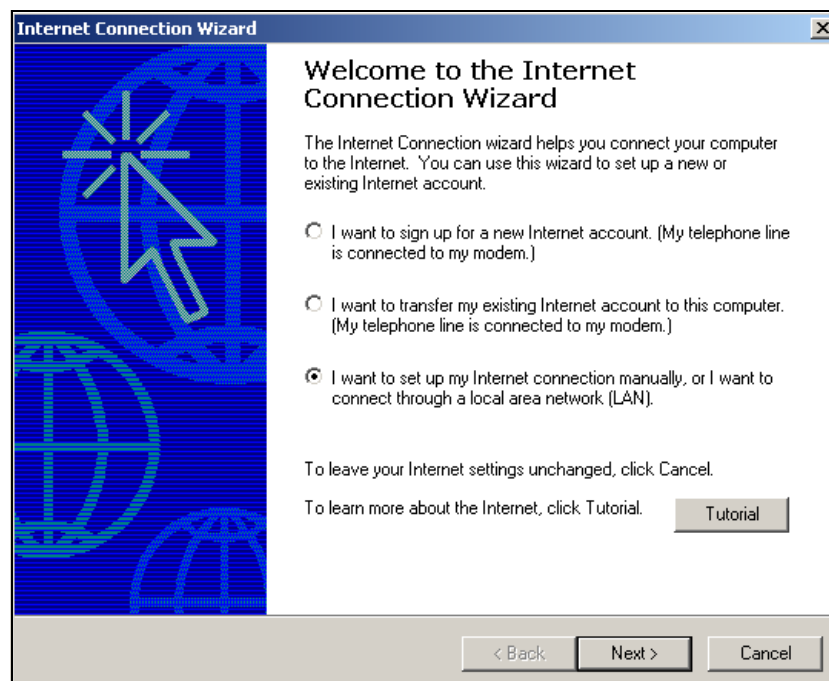 Internet Connection Wizard
Welcome to the Internet
Connection Wizard
The Internet Connection wizard helps you connect your computer
to the Internet. You can use this wizard to set up a new or
existing Internet account.
I want to sign up for a new Internet account. (My telephone line
is connected to my modem.)
I want to transfer my existing Internet account to this computer.
(My telephone line is connected to my modem.)
I want to set up my Internet connection manually, or I want to
connect through a local area network (LAN).
To leave your Internet settings unchanged, click Cancel.
To learn more about the Internet, click Tutorial.
Tutorial
< Back
Next >
Cancel